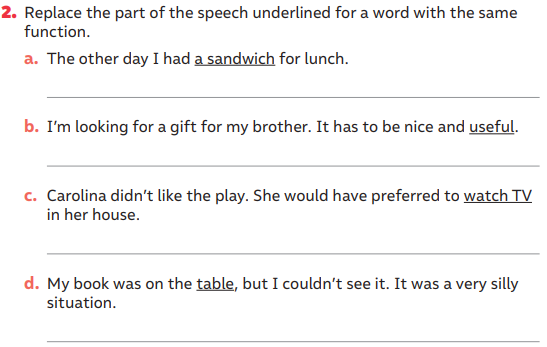 2. Replace the part of the speech underlined for a word with the same
function.
a. The other day I had a sandwich for lunch.
b. I'm looking for a gift for my brother. It has to be nice and useful.
c. Carolina didn't like the play. She would have preferred to watch TV
in her house.
d. My book was on the table, but I couldn't see it. It was a very silly
situation.